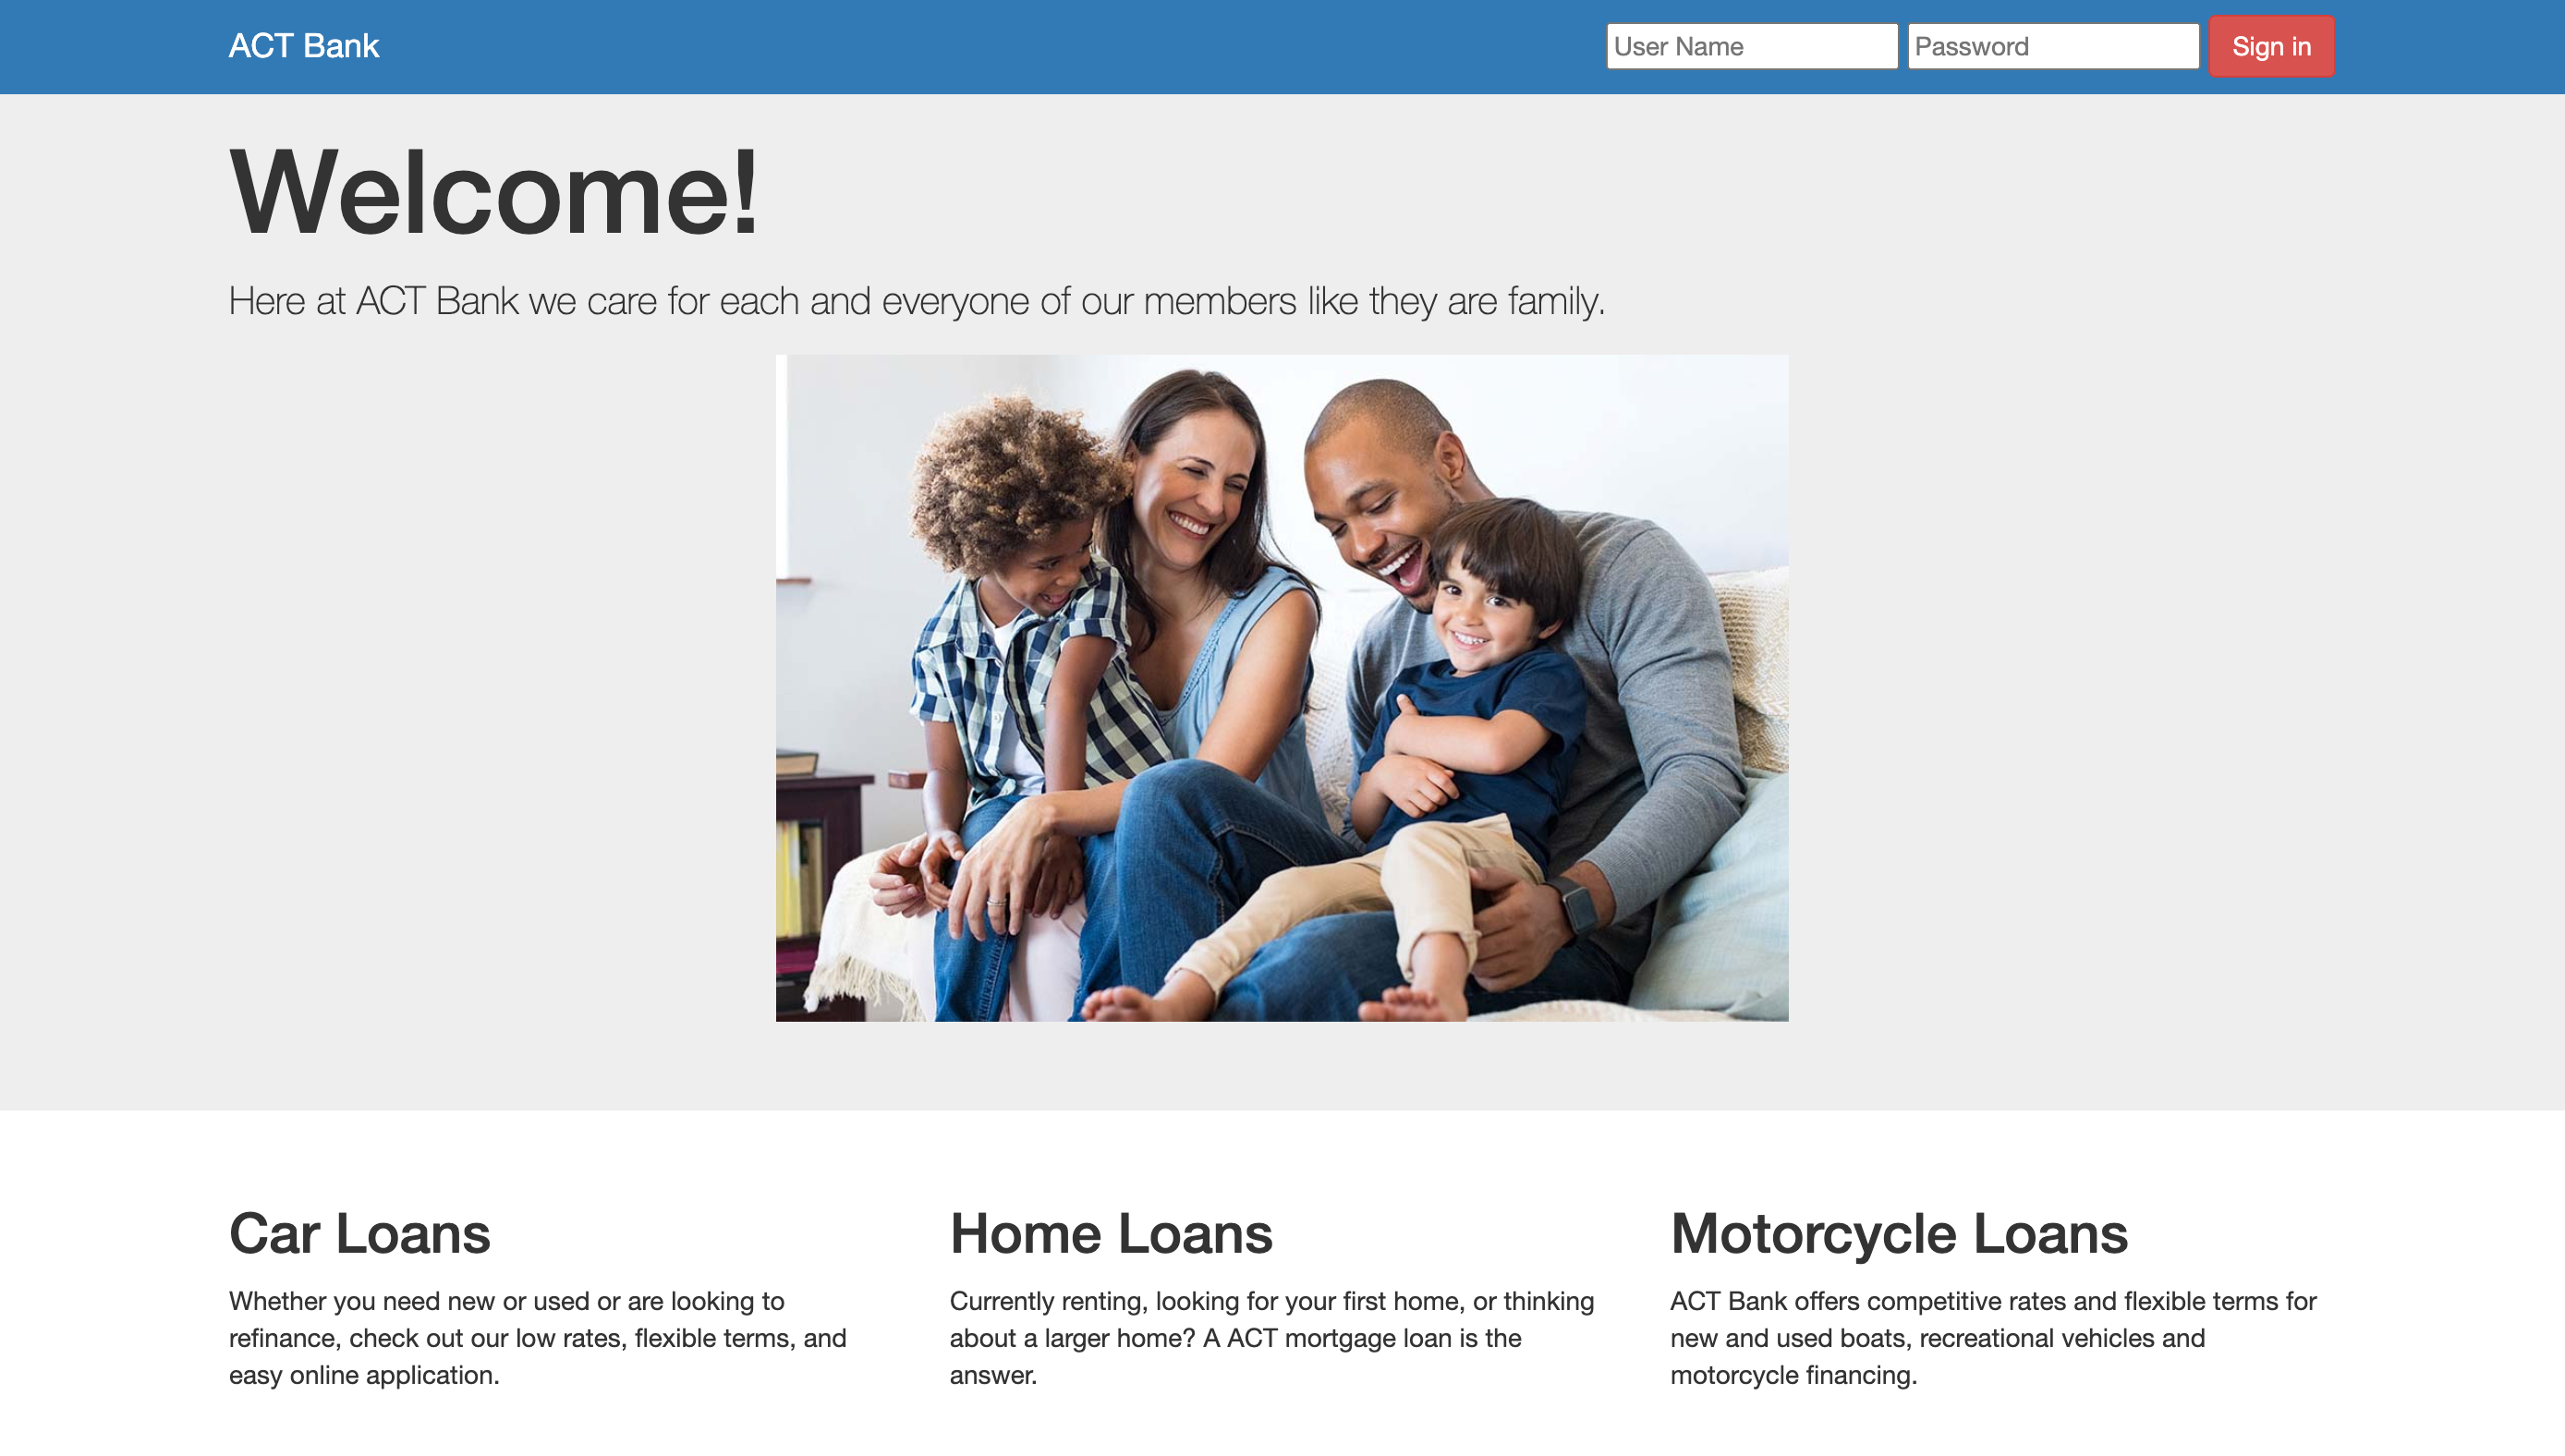 ACT Bank
User Name
Password
Sign in
Welcome!
Here at ACT Bank we care for each and everyone of our members like they are family.
Car Loans
Whether you need new or used or are looking to
refinance, check out our low rates, flexible terms, and
easy online application.
Home Loans
Currently renting, looking for your first home, or thinking
about a larger home? A ACT mortgage loan is the
answer.
Motorcycle Loans
ACT Bank offers competitive rates and flexible terms for
new and used boats, recreational vehicles and
motorcycle financing.